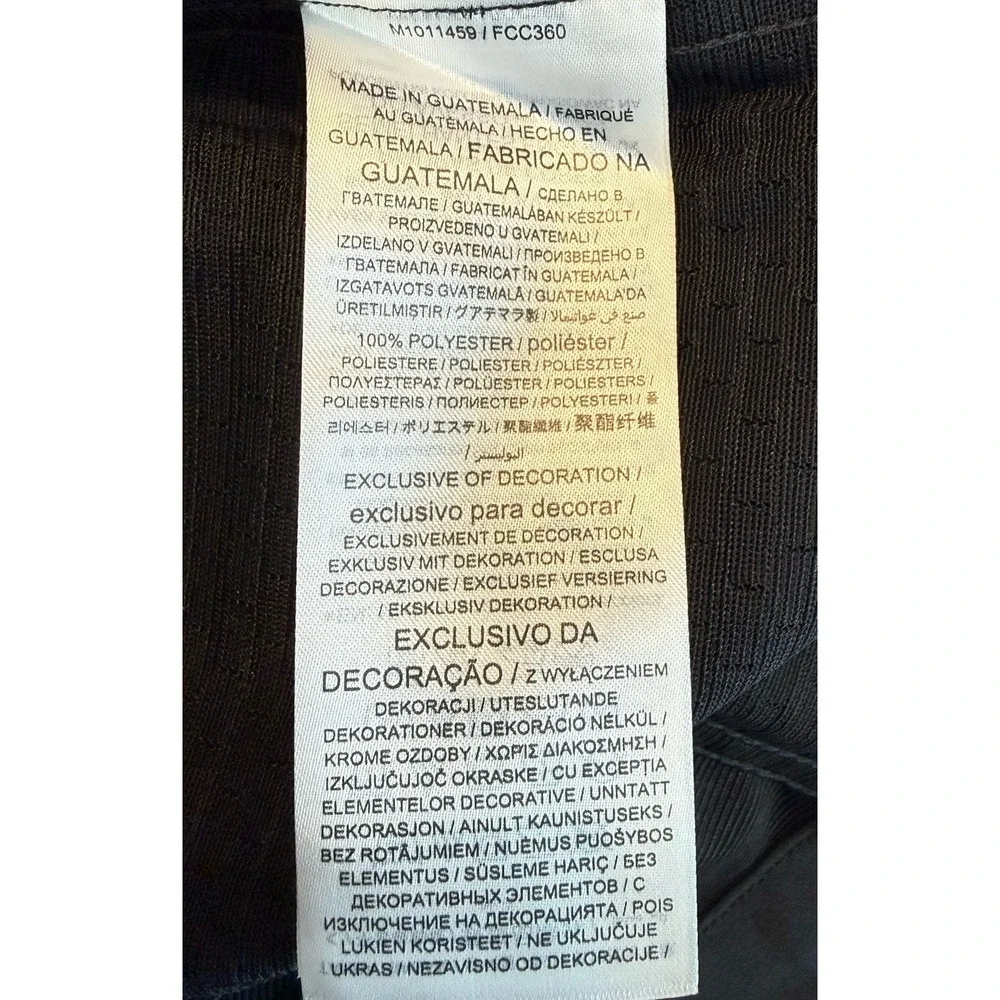 M1011459 / FCC360
MADE IN GUATEMALA / FABRIQUÉ
AU GUATÉMALA / HECHO EN
GUATEMALA / FABRICADO NA
GUATEMALA / СДЕЛАНО В
ГВАТЕМАЛЕ / GUATEMALÁBAN KÉSZÜLT /
PROIZVEDENO U GVATEMALI /
IZDELANO V GVATEMALI / ПРОИЗВЕДЕНО В
ГВАТЕМАЛА / FABRICAT ÎN GUATEMALA /
IZGATAVOTS GVATEMALĀ / GUATEMALA'DA
ÜRETILMISTIR / グアテマラ製 / صنع في غواتيمالا
100% POLYESTER / poliéster /
POLIESTERE / POLIESTER / POLIÉSZTER /
ΠΟΛΥΕΣΤΕΡΑΣ / POLÜESTER / POLIESTERS /
POLIESTERIS / ПОЛИЕСТЕР / POLYESTERI / 폴
리에스터 / ポリエステル / 聚酯纖維 / 聚酯纤维
/ البوليستر
EXCLUSIVE OF DECORATION /
exclusivo para decorar /
EXCLUSIVEMENT DE DÉCORATION /
EXKLUSIV MIT DEKORATION / ESCLUSA
DECORAZIONE / EXCLUSIEF VERSIERING
/ EKSKLUSIV DEKORATION /
EXCLUSIVO DA
DECORAÇÃO / Z WYŁĄCZENIEM
DEKORACJI / UTESLUTANDE
DEKORATIONER / DEKORÁCIÓ NÉLKÜL /
KROME OZDOBY / ΧΩΡΙΣ ΔΙΑΚΟΣΜΗΣΗ /
IZKLJUČUJOČ OKRASKE / CU EXCEPȚIA
ELEMENTELOR DECORATIVE / UNNTATT
DEKORASJON / AINULT KAUNISTUSEKS /
BEZ ROTĀJUMIEM / NUĖMUS PUOŠYBOS
ELEMENTUS / SÜSLEME HARIÇ / БЕЗ
ДЕКОРАТИВНЫХ ЭЛЕМЕНТОВ / С
ИЗКЛЮЧЕНИЕ НА ДЕКОРАЦИЯТА / POIS
LUKIEN KORISTEET / NE UKLJUČUJE
UKRAS / NEZAVISNO OD DEKORACIJE /